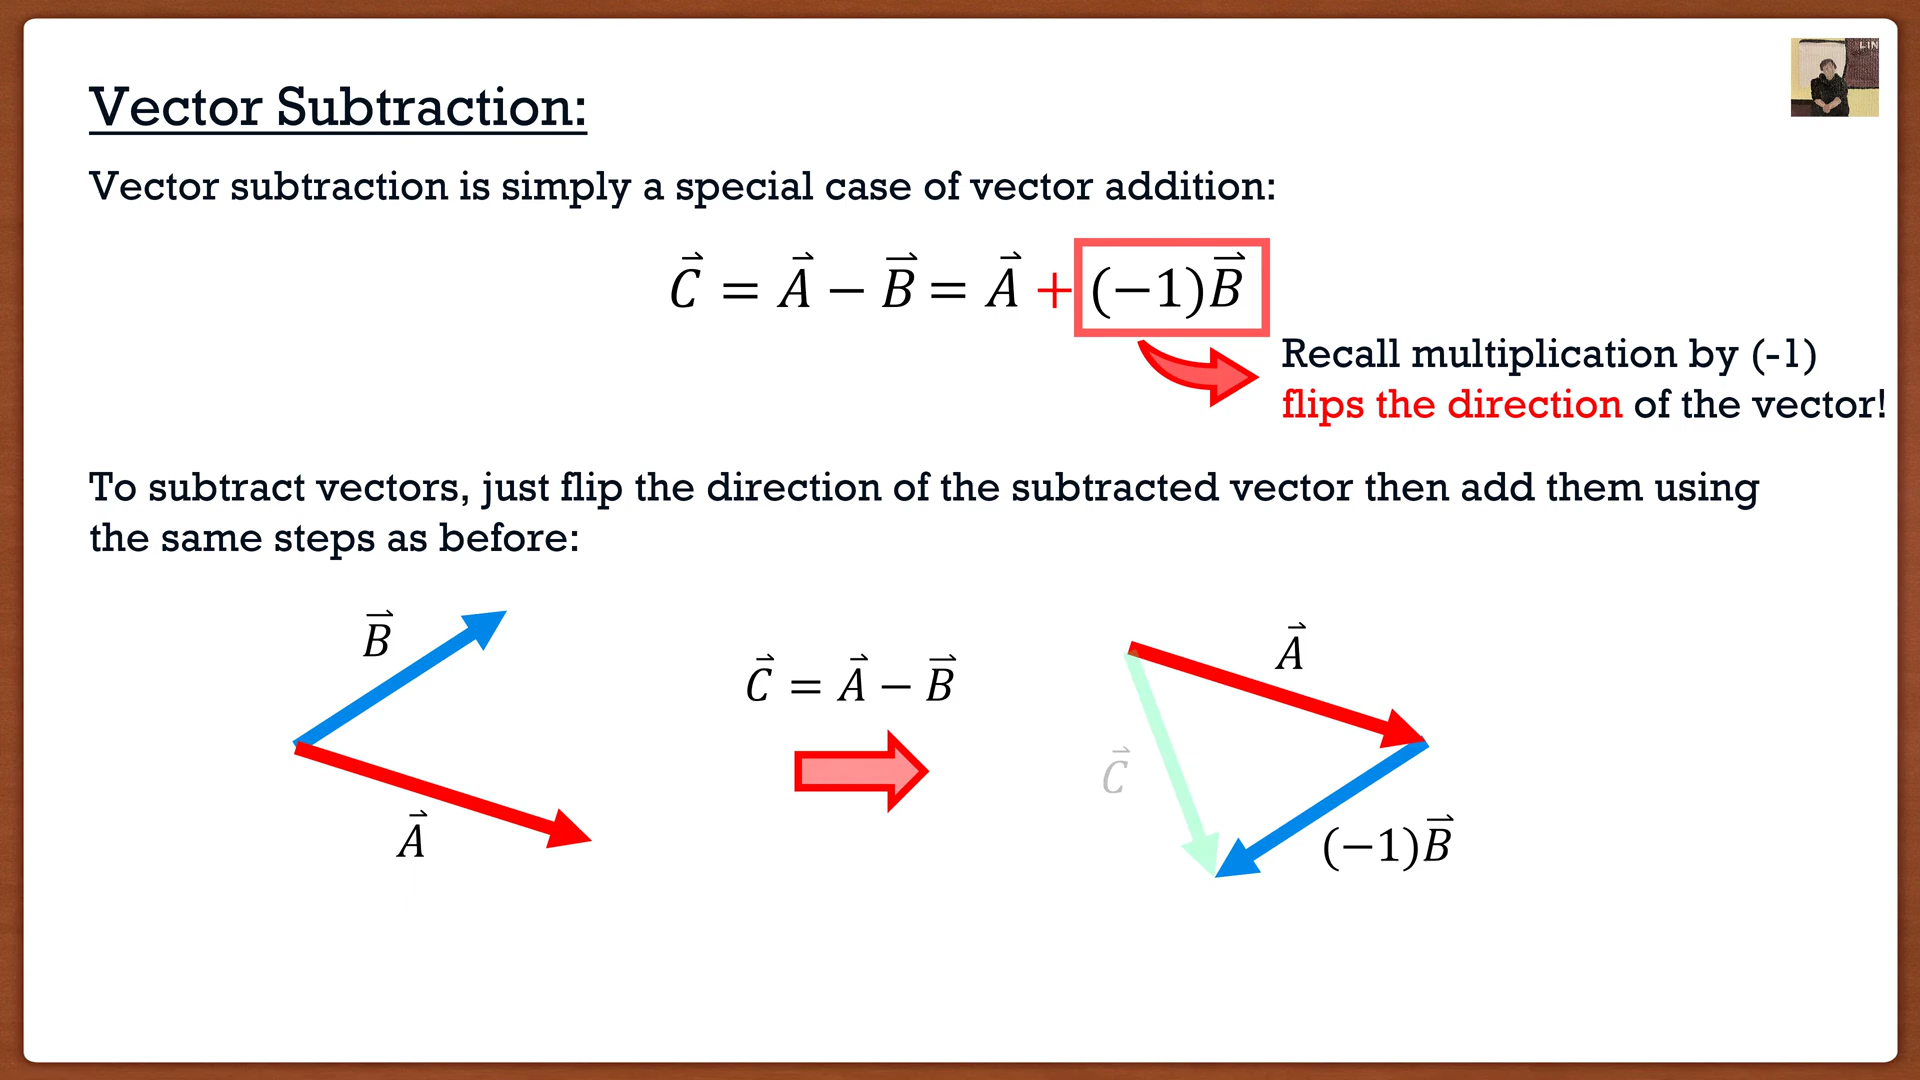 LIN
Vector Subtraction:
Vector subtraction is simply a special case of vector addition:
C⃗ = A⃗ − B⃗ = A⃗ + (−1)B⃗
Recall multiplication by (-1)
flips the direction of the vector!
To subtract vectors, just flip the direction of the subtracted vector then add them using
the same steps as before:
B⃗
A⃗
C⃗ = A⃗ − B⃗
A⃗
C⃗
(−1)B⃗